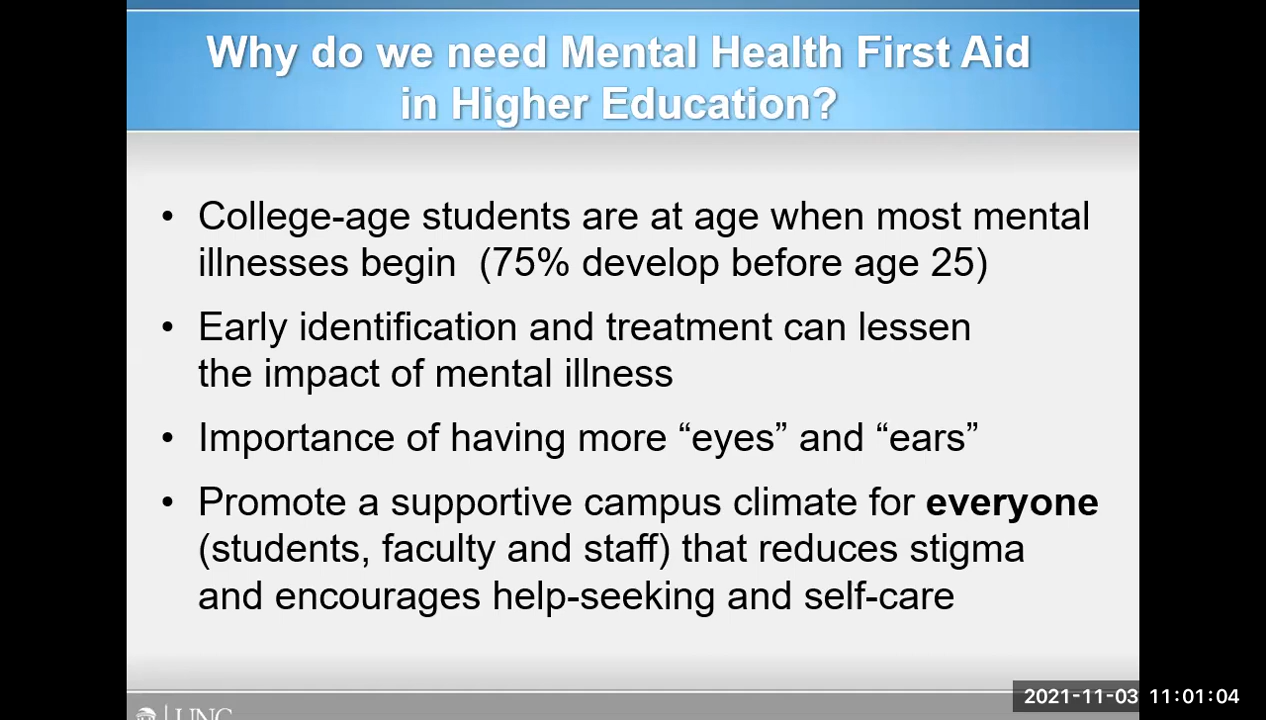 Why do we need Mental Health First Aid
in Higher Education?
• College-age students are at age when most mental
illnesses begin (75% develop before age 25)
• Early identification and treatment can lessen
the impact of mental illness
• Importance of having more “eyes” and “ears”
• Promote a supportive campus climate for everyone
(students, faculty and staff) that reduces stigma
and encourages help-seeking and self-care
UNC
2021-11-03 11:01:04